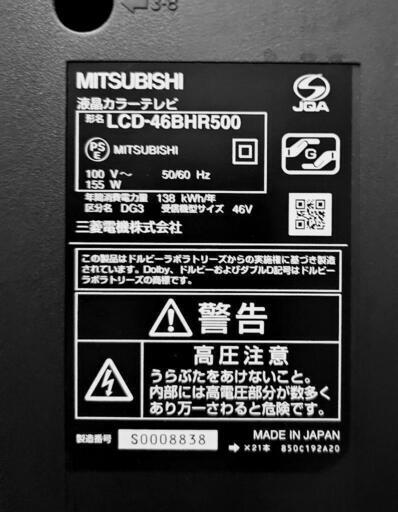 3-8
MITSUBISHI
JQA
液晶カラーテレビ
形名 LCD-46BHR500
PSE MITSUBISHI
G
100 V～ 50/60 Hz
155 W
年間消費電力量 138 kWh/年
区分名 DG3 受信機型サイズ 46V
三菱電機株式会社
この製品はドルビーラボラトリーズからの実施権に基づき製造
されています。Dolby、ドルビーおよびダブルD記号はドルビー
ラボラトリーズの商標です。
警告
高圧注意
うらぶたをあけないこと。
内部には高電圧部分が数多く
あり万一さわると危険です。
製造番号 S0008838
MADE IN JAPAN
→×21本 850C192A20